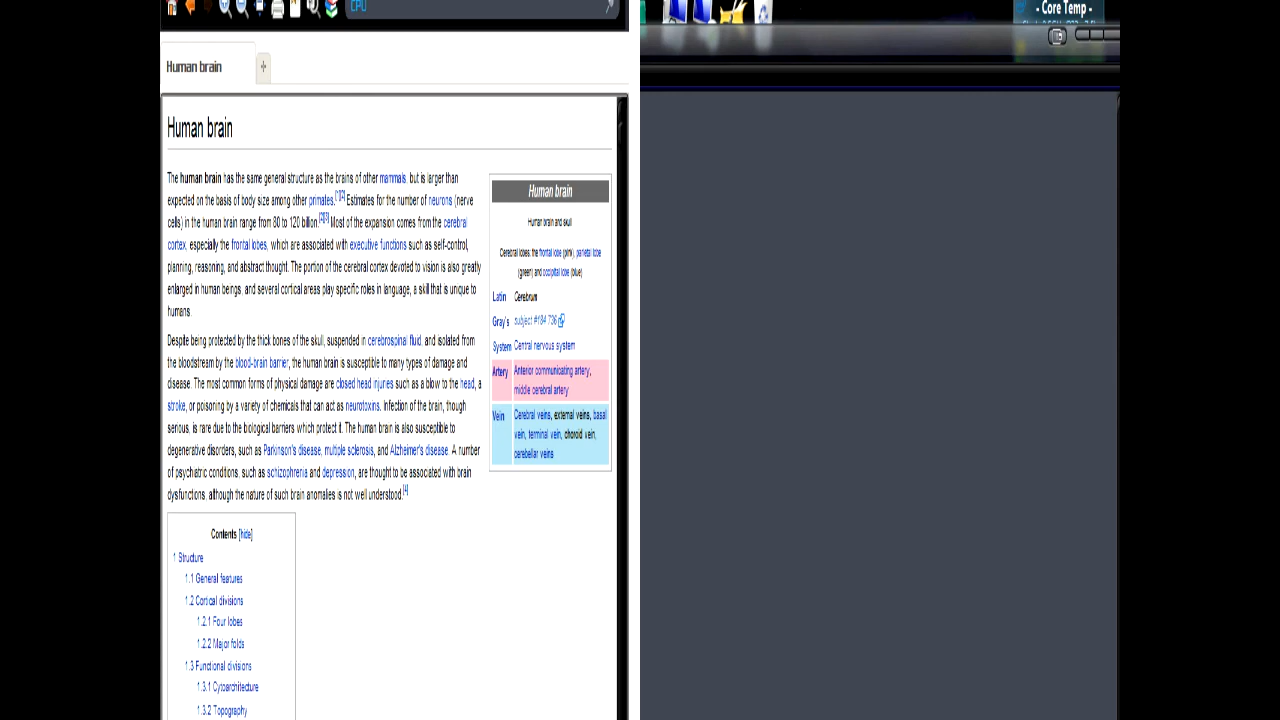 CPU
- Core Temp -
Human brain
+
Human brain
The human brain has the same general structure as the brains of other mammals, but is larger than
expected on the basis of body size among other primates.[1][2] Estimates for the number of neurons (nerve
cells) in the human brain range from 80 to 120 billion.[2][3] Most of the expansion comes from the cerebral
cortex, especially the frontal lobes, which are associated with executive functions such as self-control,
planning, reasoning, and abstract thought. The portion of the cerebral cortex devoted to vision is also greatly
enlarged in human beings, and several cortical areas play specific roles in language, a skill that is unique to
humans.
Despite being protected by the thick bones of the skull, suspended in cerebrospinal fluid, and isolated from
the bloodstream by the blood-brain barrier, the human brain is susceptible to many types of damage and
disease. The most common forms of physical damage are closed head injuries such as a blow to the head, a
stroke, or poisoning by a variety of chemicals that can act as neurotoxins. Infection of the brain, though
serious, is rare due to the biological barriers which protect it. The human brain is also susceptible to
degenerative disorders, such as Parkinson's disease, multiple sclerosis, and Alzheimer's disease. A number
of psychiatric conditions, such as schizophrenia and depression, are thought to be associated with brain
dysfunctions, although the nature of such brain anomalies is not well understood.[4]
Human brain
Human brain and skull
Cerebral lobes: the frontal lobe (pink), parietal lobe
(green) and occipital lobe (blue)
Latin Cerebrum
Gray's subject #184 736
System Central nervous system
Artery Anterior communicating artery,
middle cerebral artery
Vein Cerebral veins, external veins, basal
vein, terminal vein, choroid vein,
cerebellar veins
Contents [hide]
1 Structure
1.1 General features
1.2 Cortical divisions
1.2.1 Four lobes
1.2.2 Major folds
1.3 Functional divisions
1.3.1 Cytoarchitecture
1.3.2 Topography